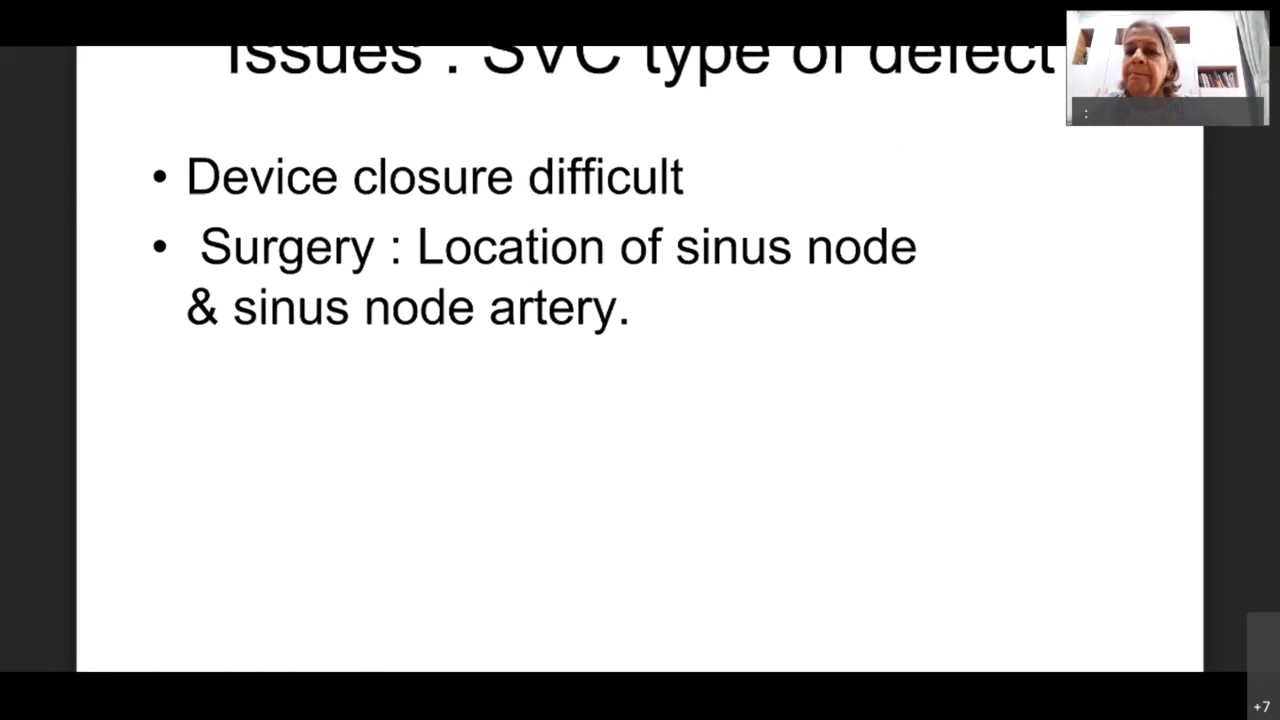 Issues : SVC type of defect
• Device closure difficult
• Surgery : Location of sinus node
& sinus node artery.
:
+7